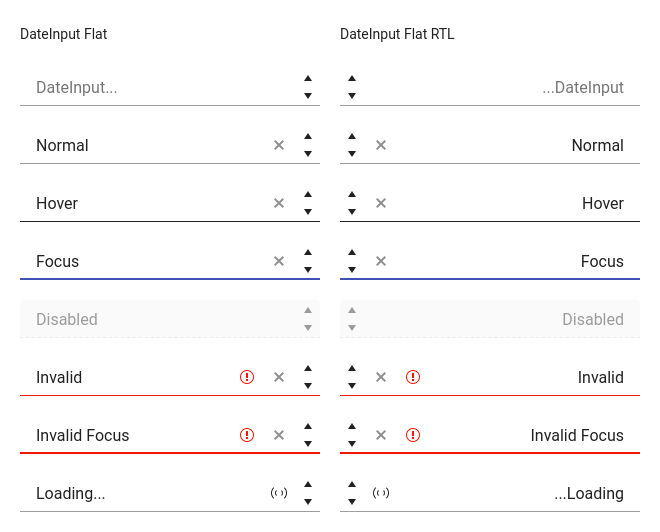 DateInput Flat
DateInput Flat RTL
DateInput...
...DateInput
Normal
Normal
Hover
Hover
Focus
Focus
Disabled
Disabled
Invalid
Invalid
Invalid Focus
Invalid Focus
Loading...
...Loading